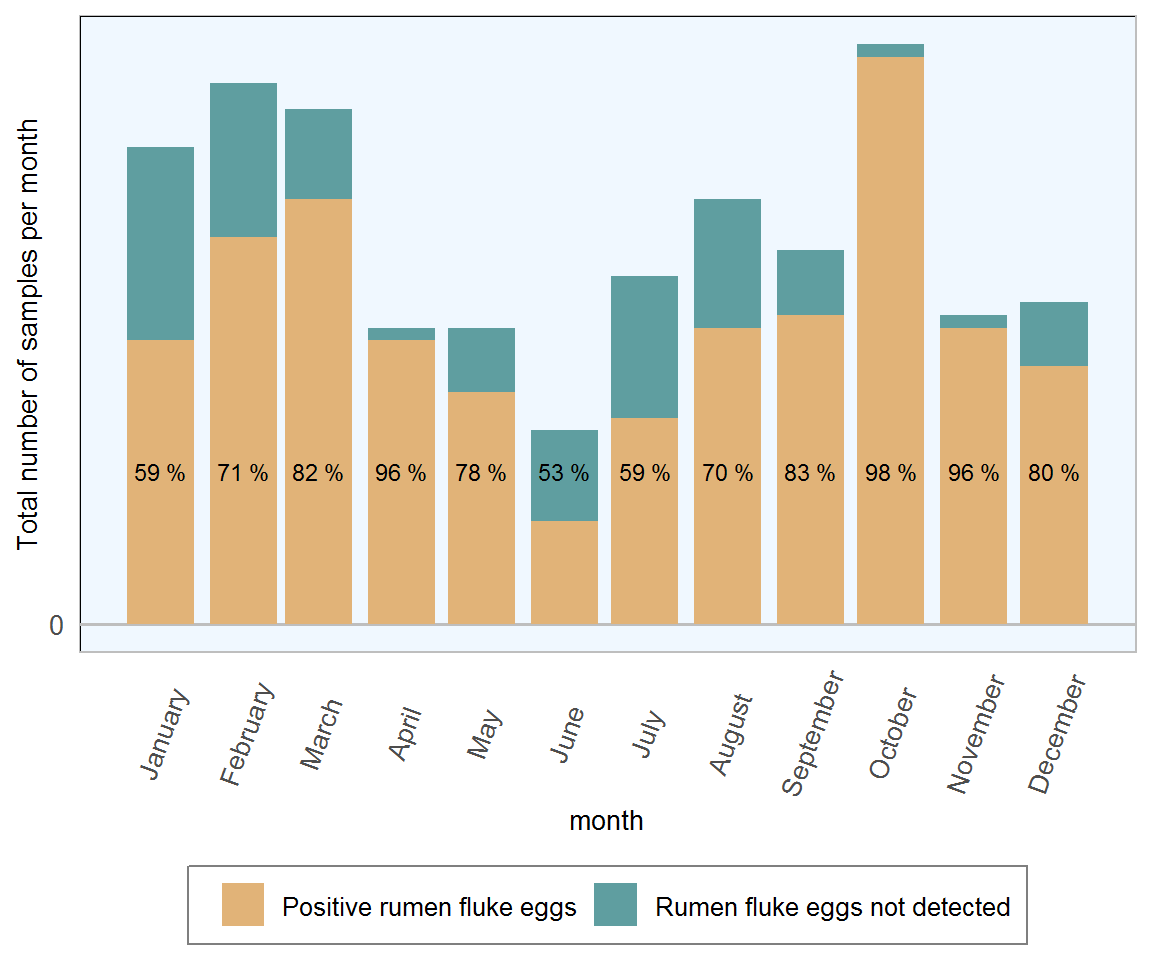 Total number of samples per month
59 %
71 %
82 %
96 %
78 %
53 %
59 %
70 %
83 %
98 %
96 %
80 %
0
January
February
March
April
May
June
July
August
September
October
November
December
month
Positive rumen fluke eggs
Rumen fluke eggs not detected